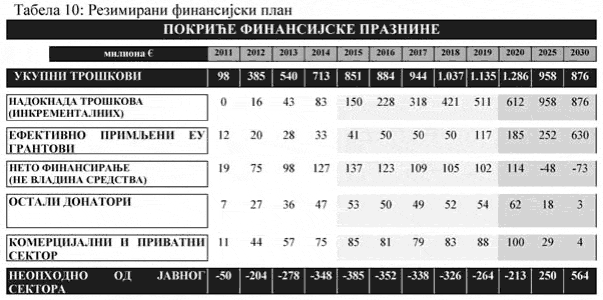 Табела 10: Резимирани финансијски план
ПОКРИЋЕ ФИНАНСИЈСКЕ ПРАЗНИНЕ
милиона € 2011 2012 2013 2014 2015 2016 2017 2018 2019 2020 2025 2030
УКУПНИ ТРОШКОВИ 98 385 540 713 851 884 944 1.037 1.135 1.286 958 876
НАДОКНАДА ТРОШКОВА 0 16 43 83 150 228 318 421 511 612 958 876
(ИНКРЕМЕНТАЛНИХ)
ЕФЕКТИВНО ПРИМЉЕНИ ЕУ 12 20 28 33 41 50 50 50 117 185 252 630
ГРАНТОВИ
НЕТО ФИНАНСИРАЊЕ 19 75 98 127 137 123 109 105 102 114 -48 -73
(НЕ ВЛАДИНА СРЕДСТВА)
ОСТАЛИ ДОНАТОРИ 7 27 36 47 53 50 49 52 54 62 18 3
КОМЕРЦИЈАЛНИ И ПРИВАТНИ 11 44 57 75 85 81 79 83 88 100 29 4
СЕКТОР
НЕОПХОДНО ОД ЈАВНОГ -50 -204 -278 -348 -385 -352 -338 -326 -264 -213 250 564
СЕКТОРА